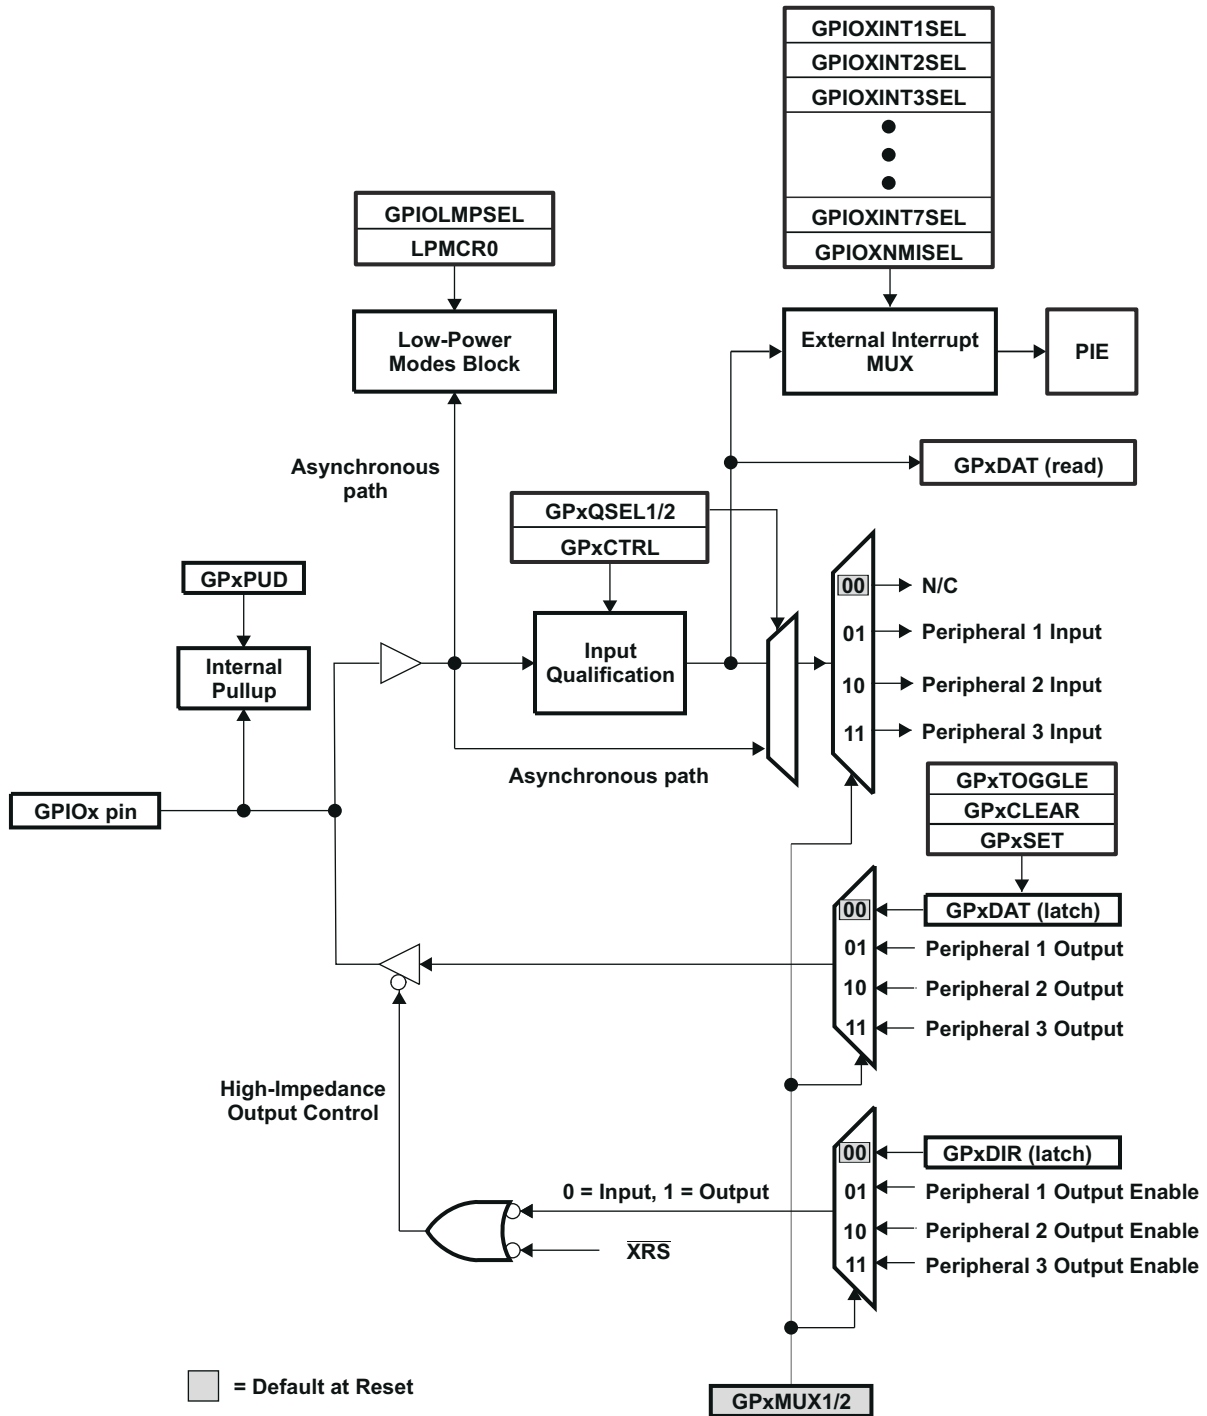 GPIOXINT1SEL
GPIOXINT2SEL
GPIOXINT3SEL
GPIOXINT7SEL
GPIOXNMISEL
GPIOLMPSEL
LPMCR0
Low-Power
Modes Block
External Interrupt
MUX
PIE
Asynchronous
path
GPxDAT (read)
GPxQSEL1/2
GPxCTRL
GPxPUD
Internal
Pullup
Input
Qualification
00
N/C
01
Peripheral 1 Input
10
Peripheral 2 Input
11
Peripheral 3 Input
Asynchronous path
GPIOx pin
GPxTOGGLE
GPxCLEAR
GPxSET
00
GPxDAT (latch)
01
Peripheral 1 Output
10
Peripheral 2 Output
11
Peripheral 3 Output
High-Impedance
Output Control
00
GPxDIR (latch)
0 = Input, 1 = Output
01
Peripheral 1 Output Enable
10
Peripheral 2 Output Enable
11
Peripheral 3 Output Enable
X̅R̅S̅
= Default at Reset
GPxMUX1/2